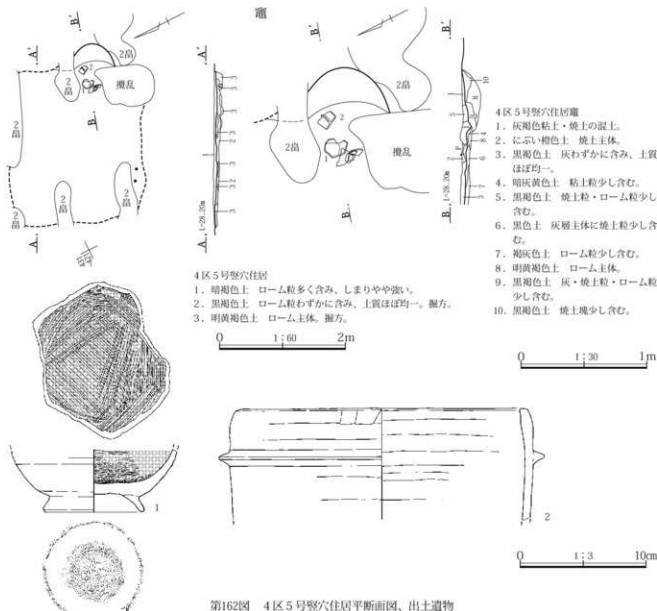 竈
B'
A'
2畠
2
1
撹乱
B
2畠
2畠
2畠
2畠
2畠
A
A'
A
L=28.20m
B'
2畠
2畠
2
1
撹乱
B
B'
B
L=28.20m
4区5号竪穴住居
1. 暗褐色土 ローム粒多く含み、しまりやや強い。
2. 黒褐色土 ローム粒わずかに含み、土質ほぼ均一。掘方。
3. 明黄褐色土 ローム主体。掘方。
0 1:60 2m
4区5号竪穴住居竈
1. 灰褐色粘土・焼土の混土。
2. にぶい橙色土 焼土主体。
3. 黒褐色土 灰わずかに含み、土質
ほぼ均一。
4. 暗灰黄色土 粘土粒少し含む。
5. 黒褐色土 焼土粒・ローム粒少し
含む。
6. 黒色土 灰層主体に焼土粒少し含
む。
7. 褐灰色土 ローム粒少し含む。
8. 明黄褐色土 ローム主体。
9. 黒褐色土 灰・焼土粒・ローム粒
少し含む。
10. 黒褐色土 焼土塊少し含む。
0 1:30 1m
1
2
0 1:3 10cm
第162図 4区5号竪穴住居平断面図、出土遺物